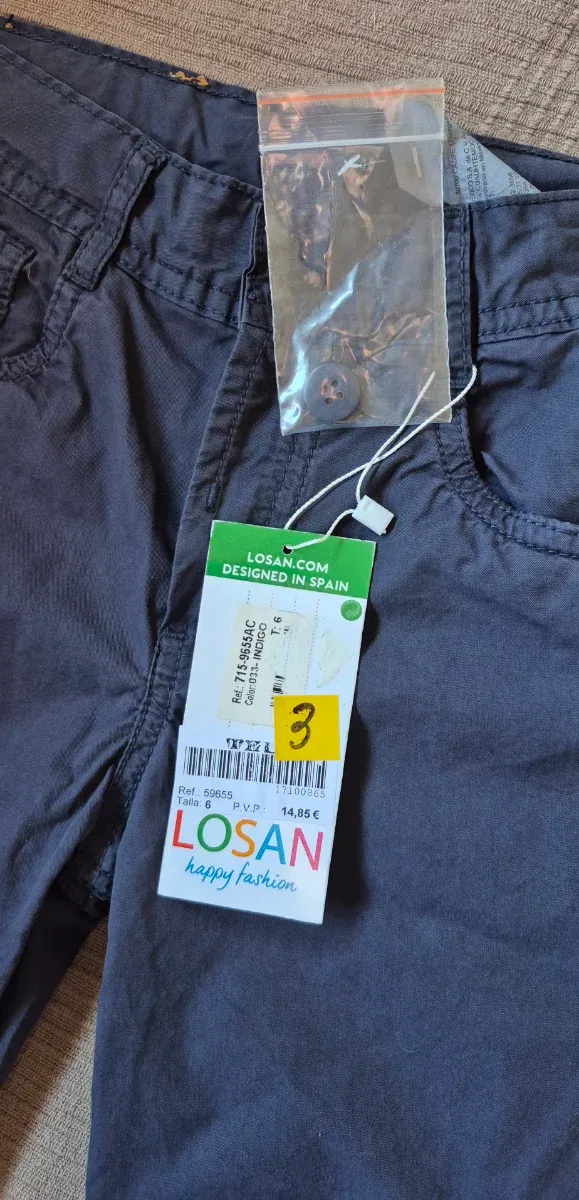 LOSAN.COM
DESIGNED IN SPAIN
Ref.: 715-9655AC
Color: 033- INDIGO
T: 6
3
17100865
Ref.: 59655
Talla: 6 P.V.P.: 14,85 €
LOSAN
happy fashion